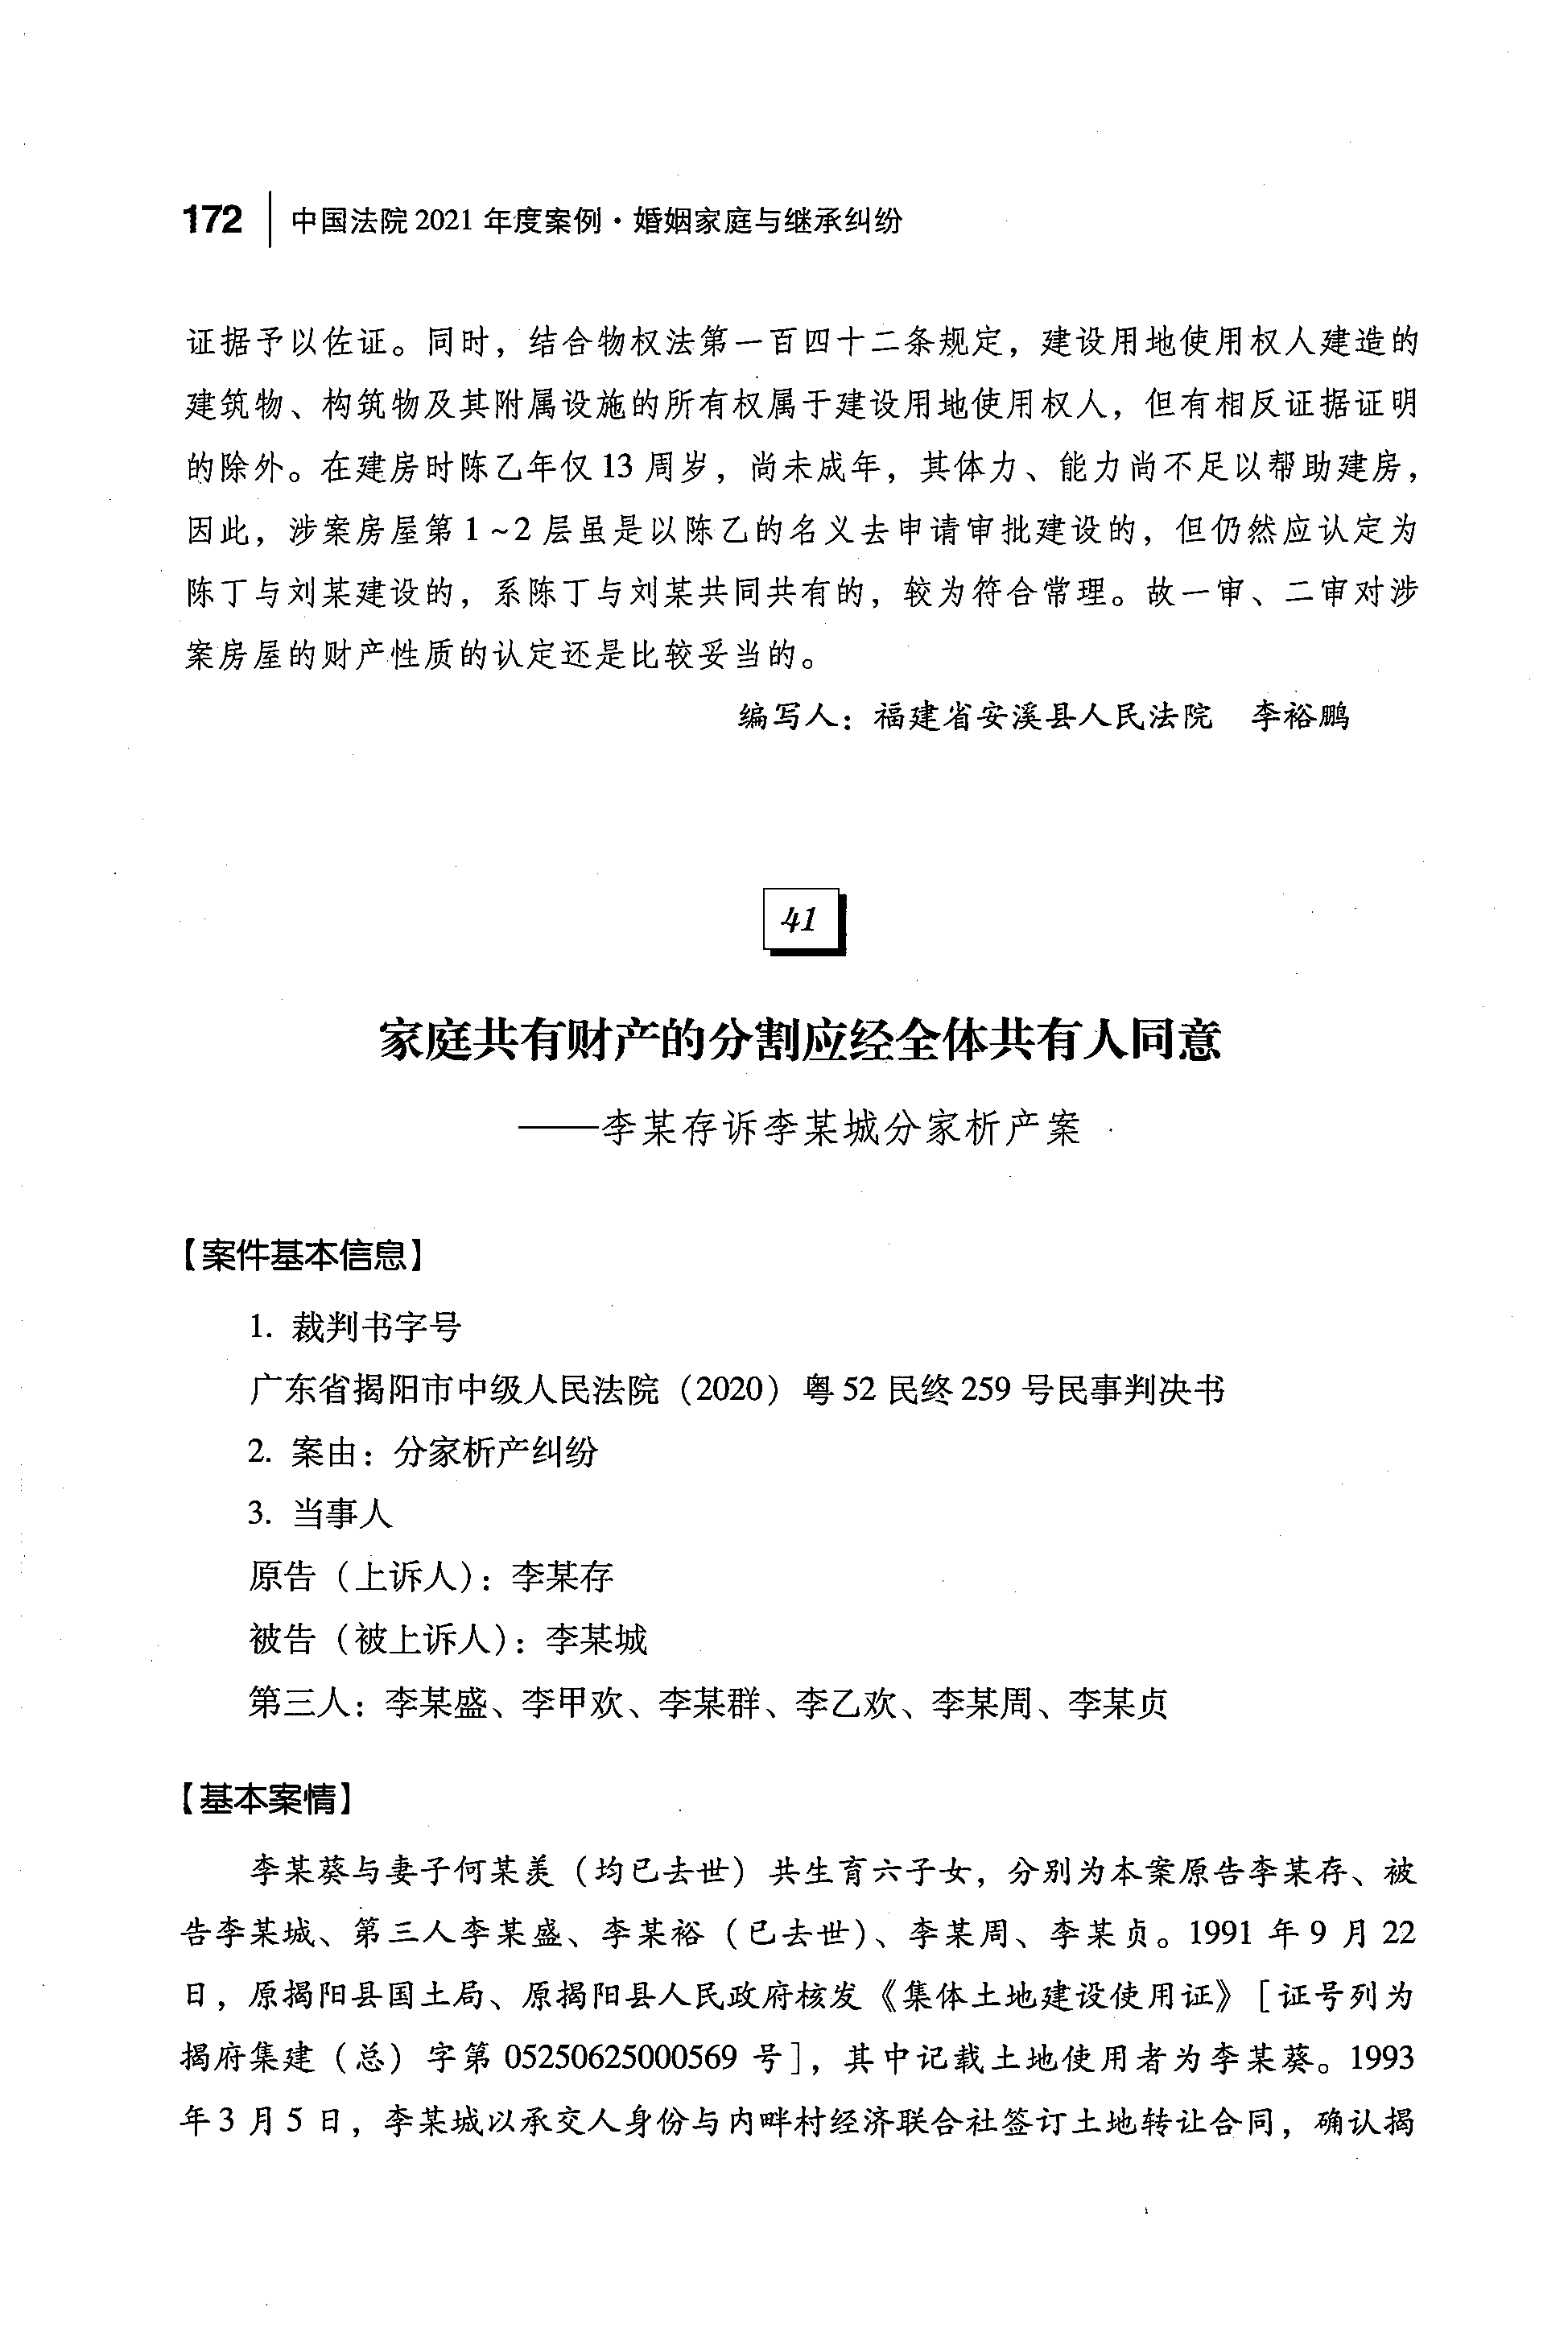 172 中国法院2021年度案例·婚姻家庭与继承纠纷
证据予以佐证。同时，结合物权法第一百四十二条规定，建设用地使用权人建造的
建筑物、构筑物及其附属设施的所有权属于建设用地使用权人，但有相反证据证明
的除外。在建房时陈乙年仅13周岁，尚未成年，其体力、能力尚不足以帮助建房，
因此，涉案房屋第1~2层虽是以陈乙的名义去申请审批建设的，但仍然应认定为
陈丁与刘某建设的，系陈丁与刘某共同共有的，较为符合常理。故一审、二审对涉
案房屋的财产性质的认定还是比较妥当的。
编写人：福建省安溪县人民法院 李裕鹏
41
家庭共有财产的分割应经全体共有人同意
——李某存诉李某城分家析产案
【案件基本信息】
1. 裁判书字号
广东省揭阳市中级人民法院（2020）粤52民终259号民事判决书
2. 案由：分家析产纠纷
3. 当事人
原告（上诉人）：李某存
被告（被上诉人）：李某城
第三人：李某盛、李甲欢、李某群、李乙欢、李某周、李某贞
【基本案情】
李某葵与妻子何某羡（均已去世）共生育六子女，分别为本案原告李某存、被
告李某城、第三人李某盛、李某裕（已去世）、李某周、李某贞。1991年9月22
日，原揭阳县国土局、原揭阳县人民政府核发《集体土地建设使用证》［证号列为
揭府集建（总）字第05250625000569号］，其中记载土地使用者为李某葵。1993
年3月5日，李某城以承交人身份与内畔村经济联合社签订土地转让合同，确认揭